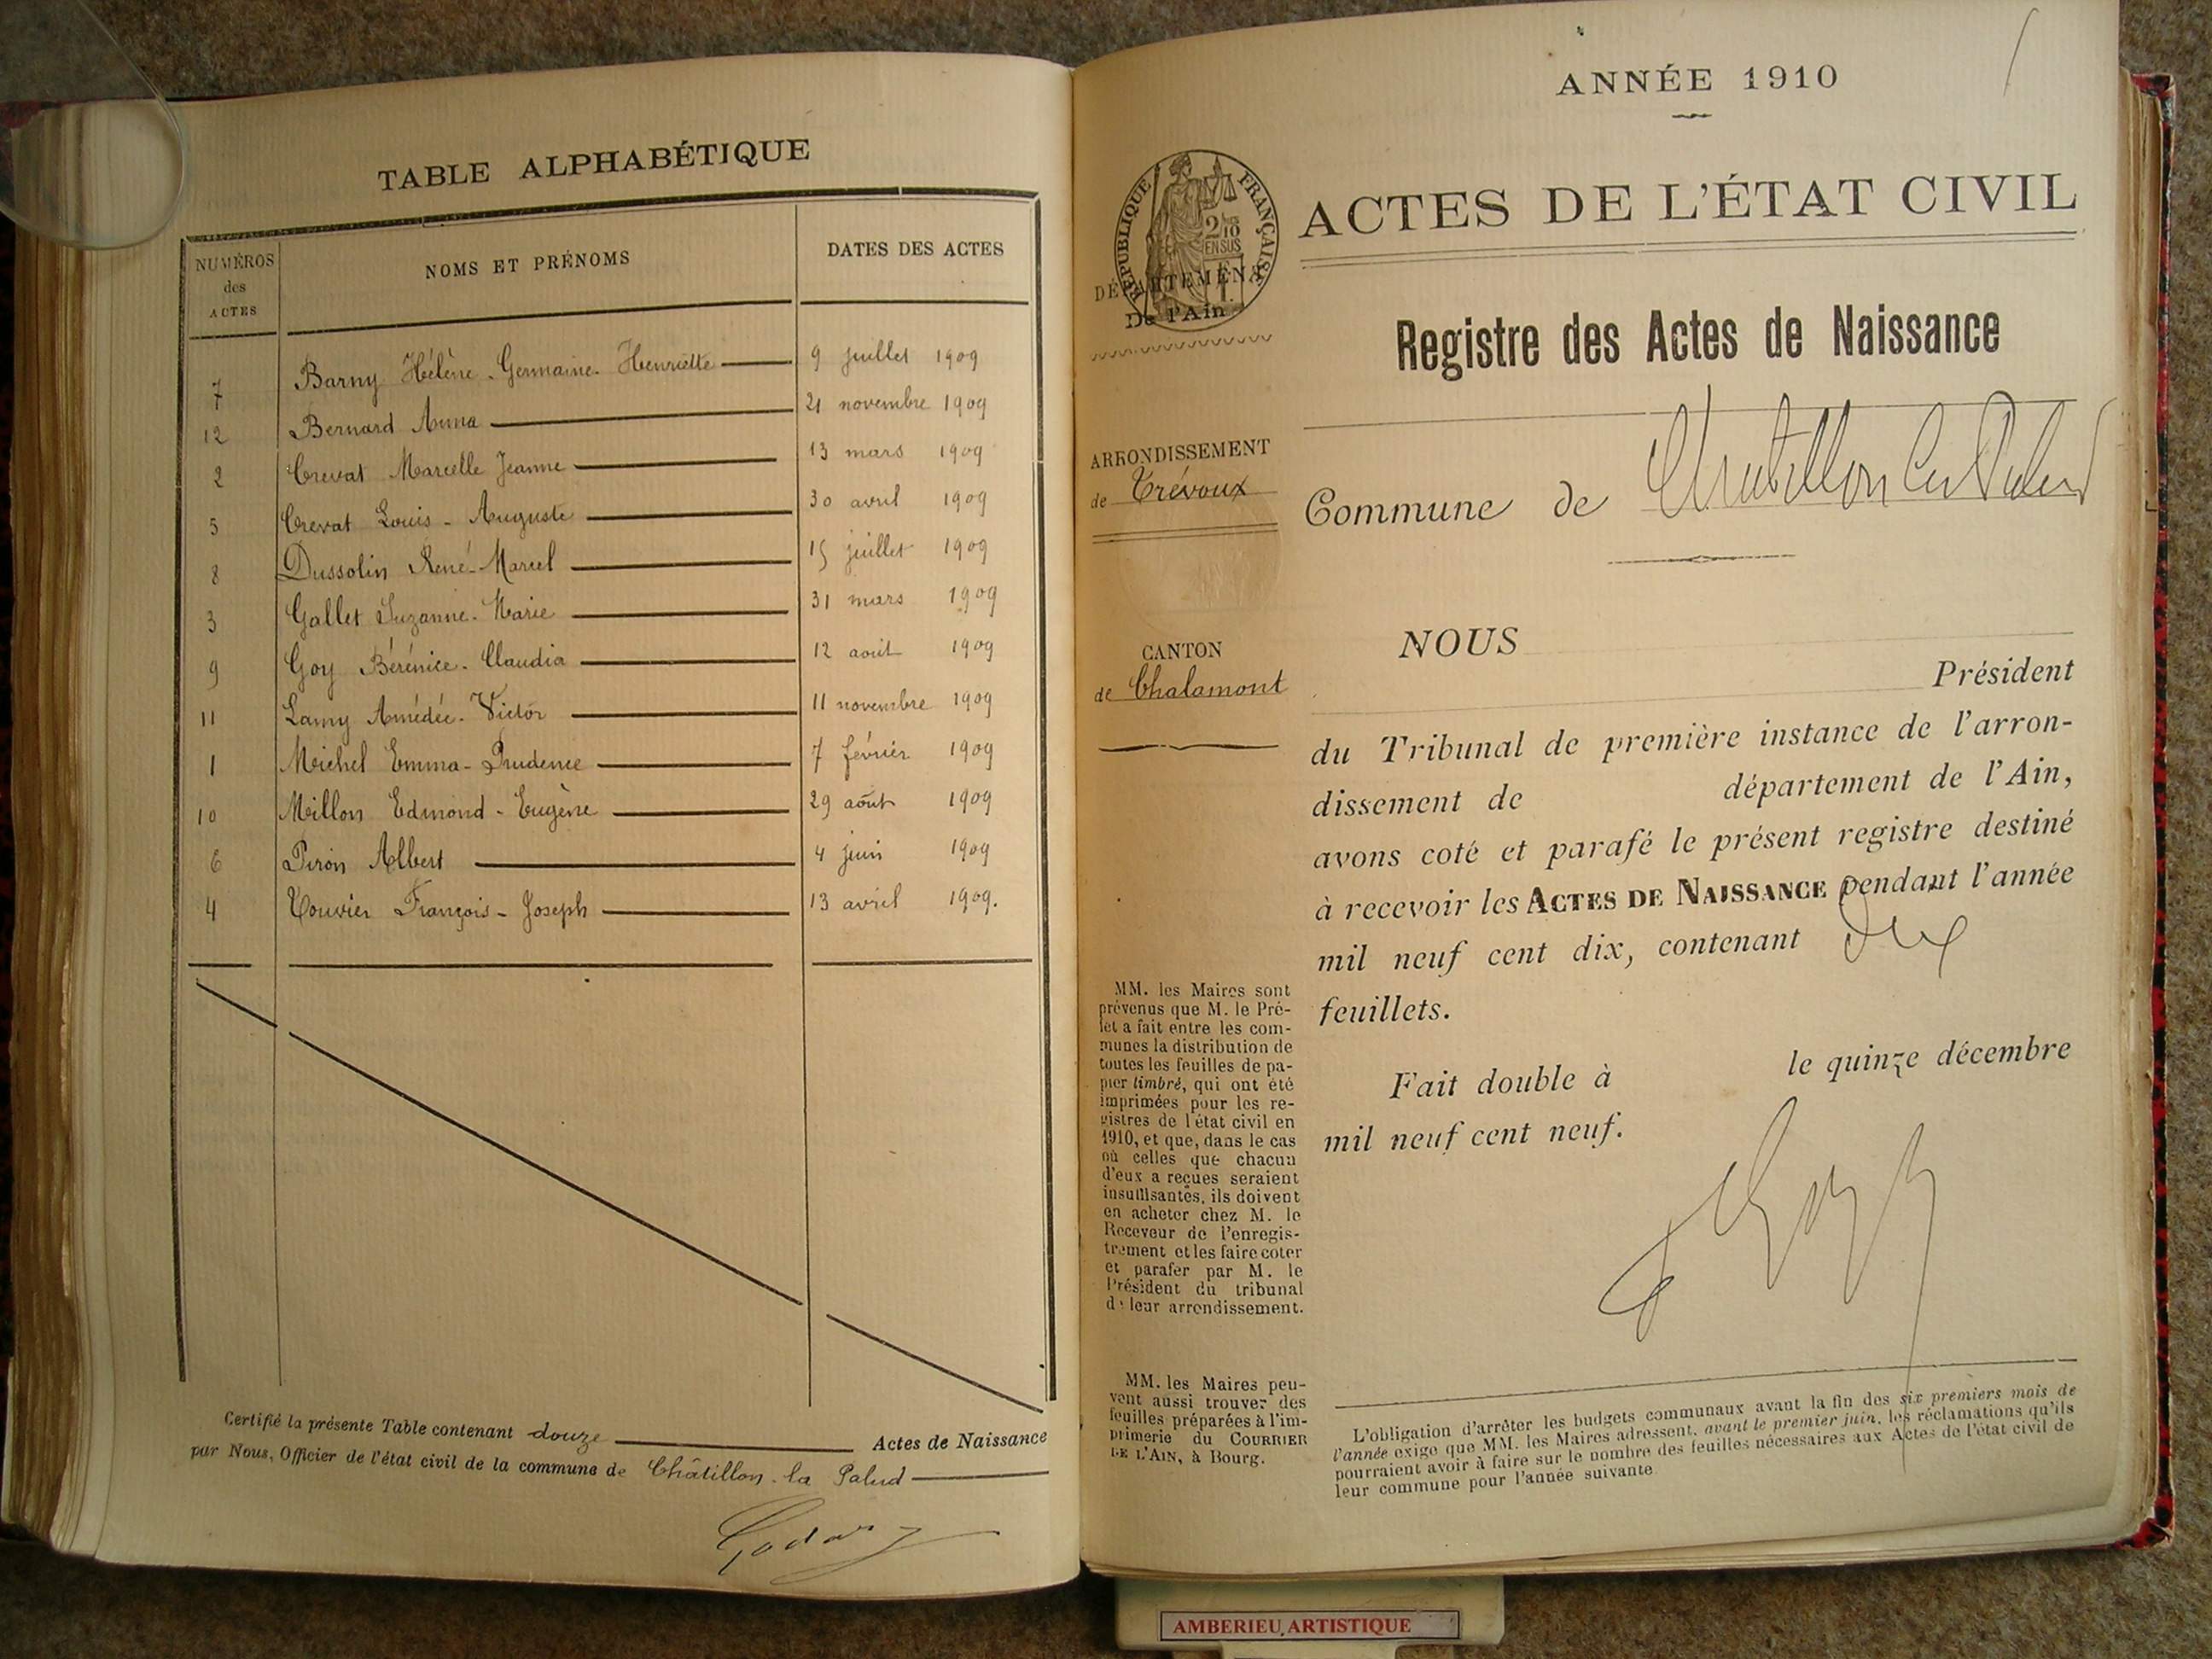 TABLE ALPHABÉTIQUE
NUMÉROS des ACTES NOMS ET PRÉNOMS DATES DES ACTES
7 Barny Hélène-Germaine-Henriette 9 juillet 1909
12 Bernard Anna 21 novembre 1909
2 Crevat Marcelle Jeanne 13 mars 1909
5 Crevat Louis-Auguste 30 avril 1909
8 Dussolin René-Marcel 15 juillet 1909
3 Gallet Suzanne-Marie 31 mars 1909
9 Goy Bérénice-Claudia 12 août 1909
11 Lamy Amédée-Victor 11 novembre 1909
1 Michel Emma-Prudence 7 février 1909
10 Millon Edmond-Eugène 29 août 1909
6 Piron Albert 4 juin 1909
4 Touvier François-Joseph 13 avril 1909.
Certifié la présente Table contenant douze Actes de Naissance
par Nous, Officier de l'état civil de la commune de Châtillon-la Palud
ANNÉE 1910
RÉPUBLIQUE FRANÇAISE
2/10 EN SUS
DÉPARTEMENT
De l'Ain
ACTES DE L'ÉTAT CIVIL
Registre des Actes de Naissance
ARRONDISSEMENT
de Trévoux
Commune de Chatillon la Palud
CANTON
de Chalamont
NOUS
Président
du Tribunal de première instance de l'arron-
dissement de département de l'Ain,
avons coté et parafé le présent registre destiné
à recevoir les ACTES DE NAISSANCE pendant l'année
mil neuf cent dix, contenant dix
feuillets.
Fait double à le quinze décembre
mil neuf cent neuf.
MM. les Maires sont
prévenus que M. le Pré-
fet a fait entre les com-
munes la distribution de
toutes les feuilles de pa-
pier timbré, qui ont été
imprimées pour les re-
gistres de l'état civil en
1910, et que, dans le cas
où celles que chacun
d'eux a reçues seraient
insuffisantes, ils doivent
en acheter chez M. le
Receveur de l'enregis-
trement et les faire coter
et parafer par M. le
Président du tribunal
de leur arrondissement.
MM. les Maires peu-
vent aussi trouver des
feuilles préparées à l'im-
primerie du COURRIER
DE L'AIN, à Bourg.
L'obligation d'arrêter les budgets communaux avant la fin des six premiers mois de
l'année exige que MM. les Maires adressent, avant le premier juin, les réclamations qu'ils
pourraient avoir à faire sur le nombre des feuilles nécessaires aux Actes de l'état civil de
leur commune pour l'année suivante
AMBERIEU ARTISTIQUE